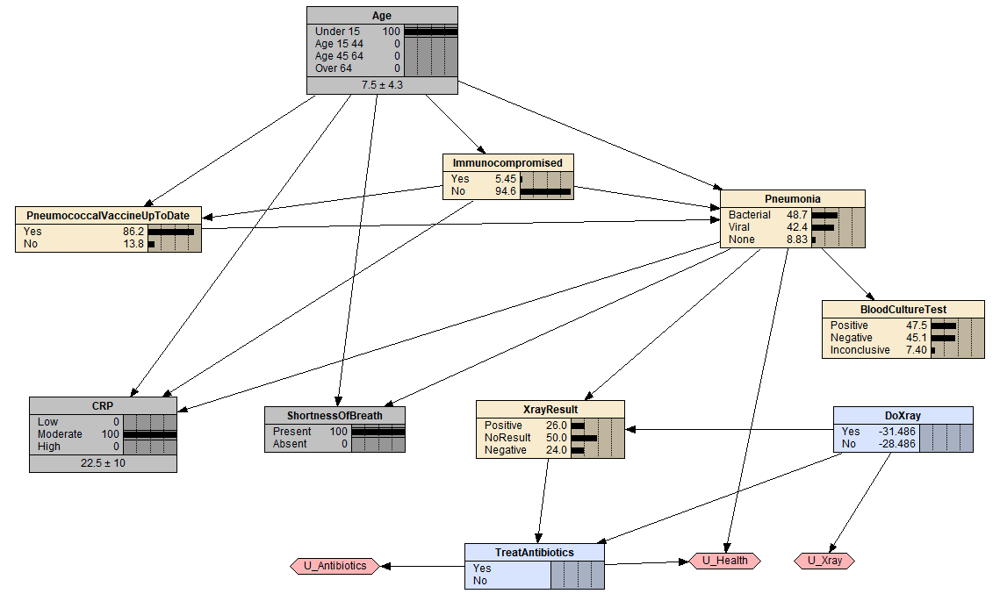 Age
Under 15 100
Age 15 44 0
Age 45 64 0
Over 64 0
7.5 ± 4.3
Immunocompromised
Yes 5.45
No 94.6
PneumococcalVaccineUpToDate
Yes 86.2
No 13.8
Pneumonia
Bacterial 48.7
Viral 42.4
None 8.83
BloodCultureTest
Positive 47.5
Negative 45.1
Inconclusive 7.40
CRP
Low 0
Moderate 100
High 0
22.5 ± 10
ShortnessOfBreath
Present 100
Absent 0
XrayResult
Positive 26.0
NoResult 50.0
Negative 24.0
DoXray
Yes -31.486
No -28.486
TreatAntibiotics
Yes
No
U_Antibiotics
U_Health
U_Xray